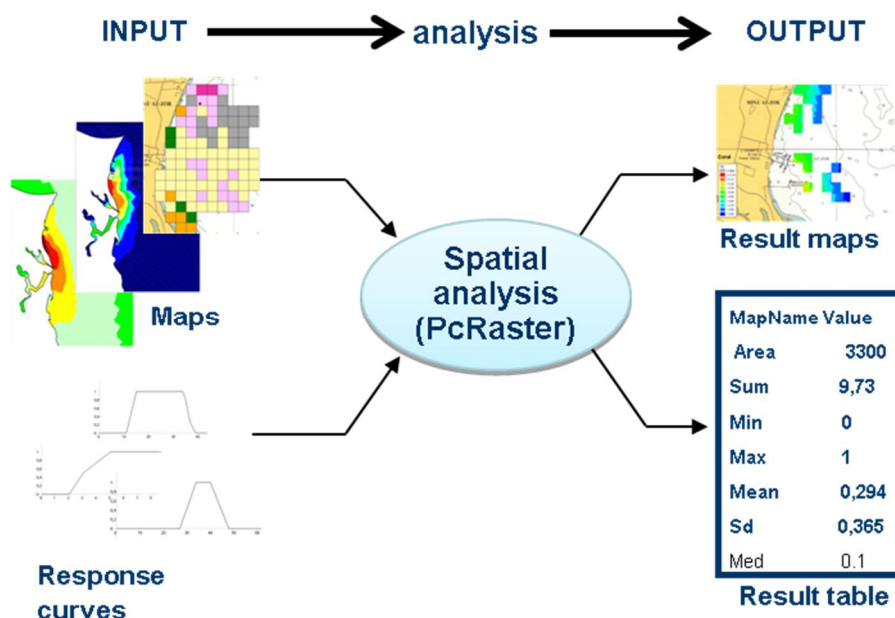 INPUT
analysis
OUTPUT
Maps
Response
curves
Spatial
analysis
(PcRaster)
Result maps
MapName Value
Area 3300
Sum 9,73
Min 0
Max 1
Mean 0,294
Sd 0,365
Med 0.1
Result table